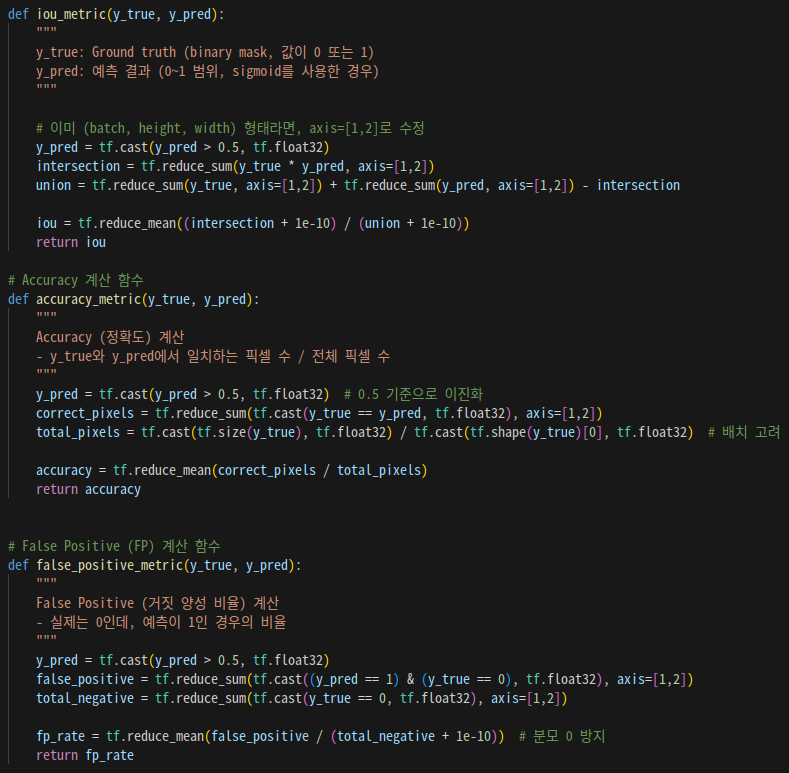 def iou_metric(y_true, y_pred):
    """
    y_true: Ground truth (binary mask, 값이 0 또는 1)
    y_pred: 예측 결과 (0~1 범위, sigmoid를 사용한 경우)
    """
    # 이미 (batch, height, width) 형태라면, axis=[1,2]로 수정
    y_pred = tf.cast(y_pred > 0.5, tf.float32)
    intersection = tf.reduce_sum(y_true * y_pred, axis=[1,2])
    union = tf.reduce_sum(y_true, axis=[1,2]) + tf.reduce_sum(y_pred, axis=[1,2]) - intersection
    iou = tf.reduce_mean((intersection + 1e-10) / (union + 1e-10))
    return iou
# Accuracy 계산 함수
def accuracy_metric(y_true, y_pred):
    """
    Accuracy (정확도) 계산
    - y_true와 y_pred에서 일치하는 픽셀 수 / 전체 픽셀 수
    """
    y_pred = tf.cast(y_pred > 0.5, tf.float32)  # 0.5 기준으로 이진화
    correct_pixels = tf.reduce_sum(tf.cast(y_true == y_pred, tf.float32), axis=[1,2])
    total_pixels = tf.cast(tf.size(y_true), tf.float32) / tf.cast(tf.shape(y_true)[0], tf.float32)  # 배치 고려
    accuracy = tf.reduce_mean(correct_pixels / total_pixels)
    return accuracy
# False Positive (FP) 계산 함수
def false_positive_metric(y_true, y_pred):
    """
    False Positive (거짓 양성 비율) 계산
    - 실제는 0인데, 예측이 1인 경우의 비율
    """
    y_pred = tf.cast(y_pred > 0.5, tf.float32)
    false_positive = tf.reduce_sum(tf.cast((y_pred == 1) & (y_true == 0), tf.float32), axis=[1,2])
    total_negative = tf.reduce_sum(tf.cast(y_true == 0, tf.float32), axis=[1,2])
    fp_rate = tf.reduce_mean(false_positive / (total_negative + 1e-10))  # 분모 0 방지
    return fp_rate